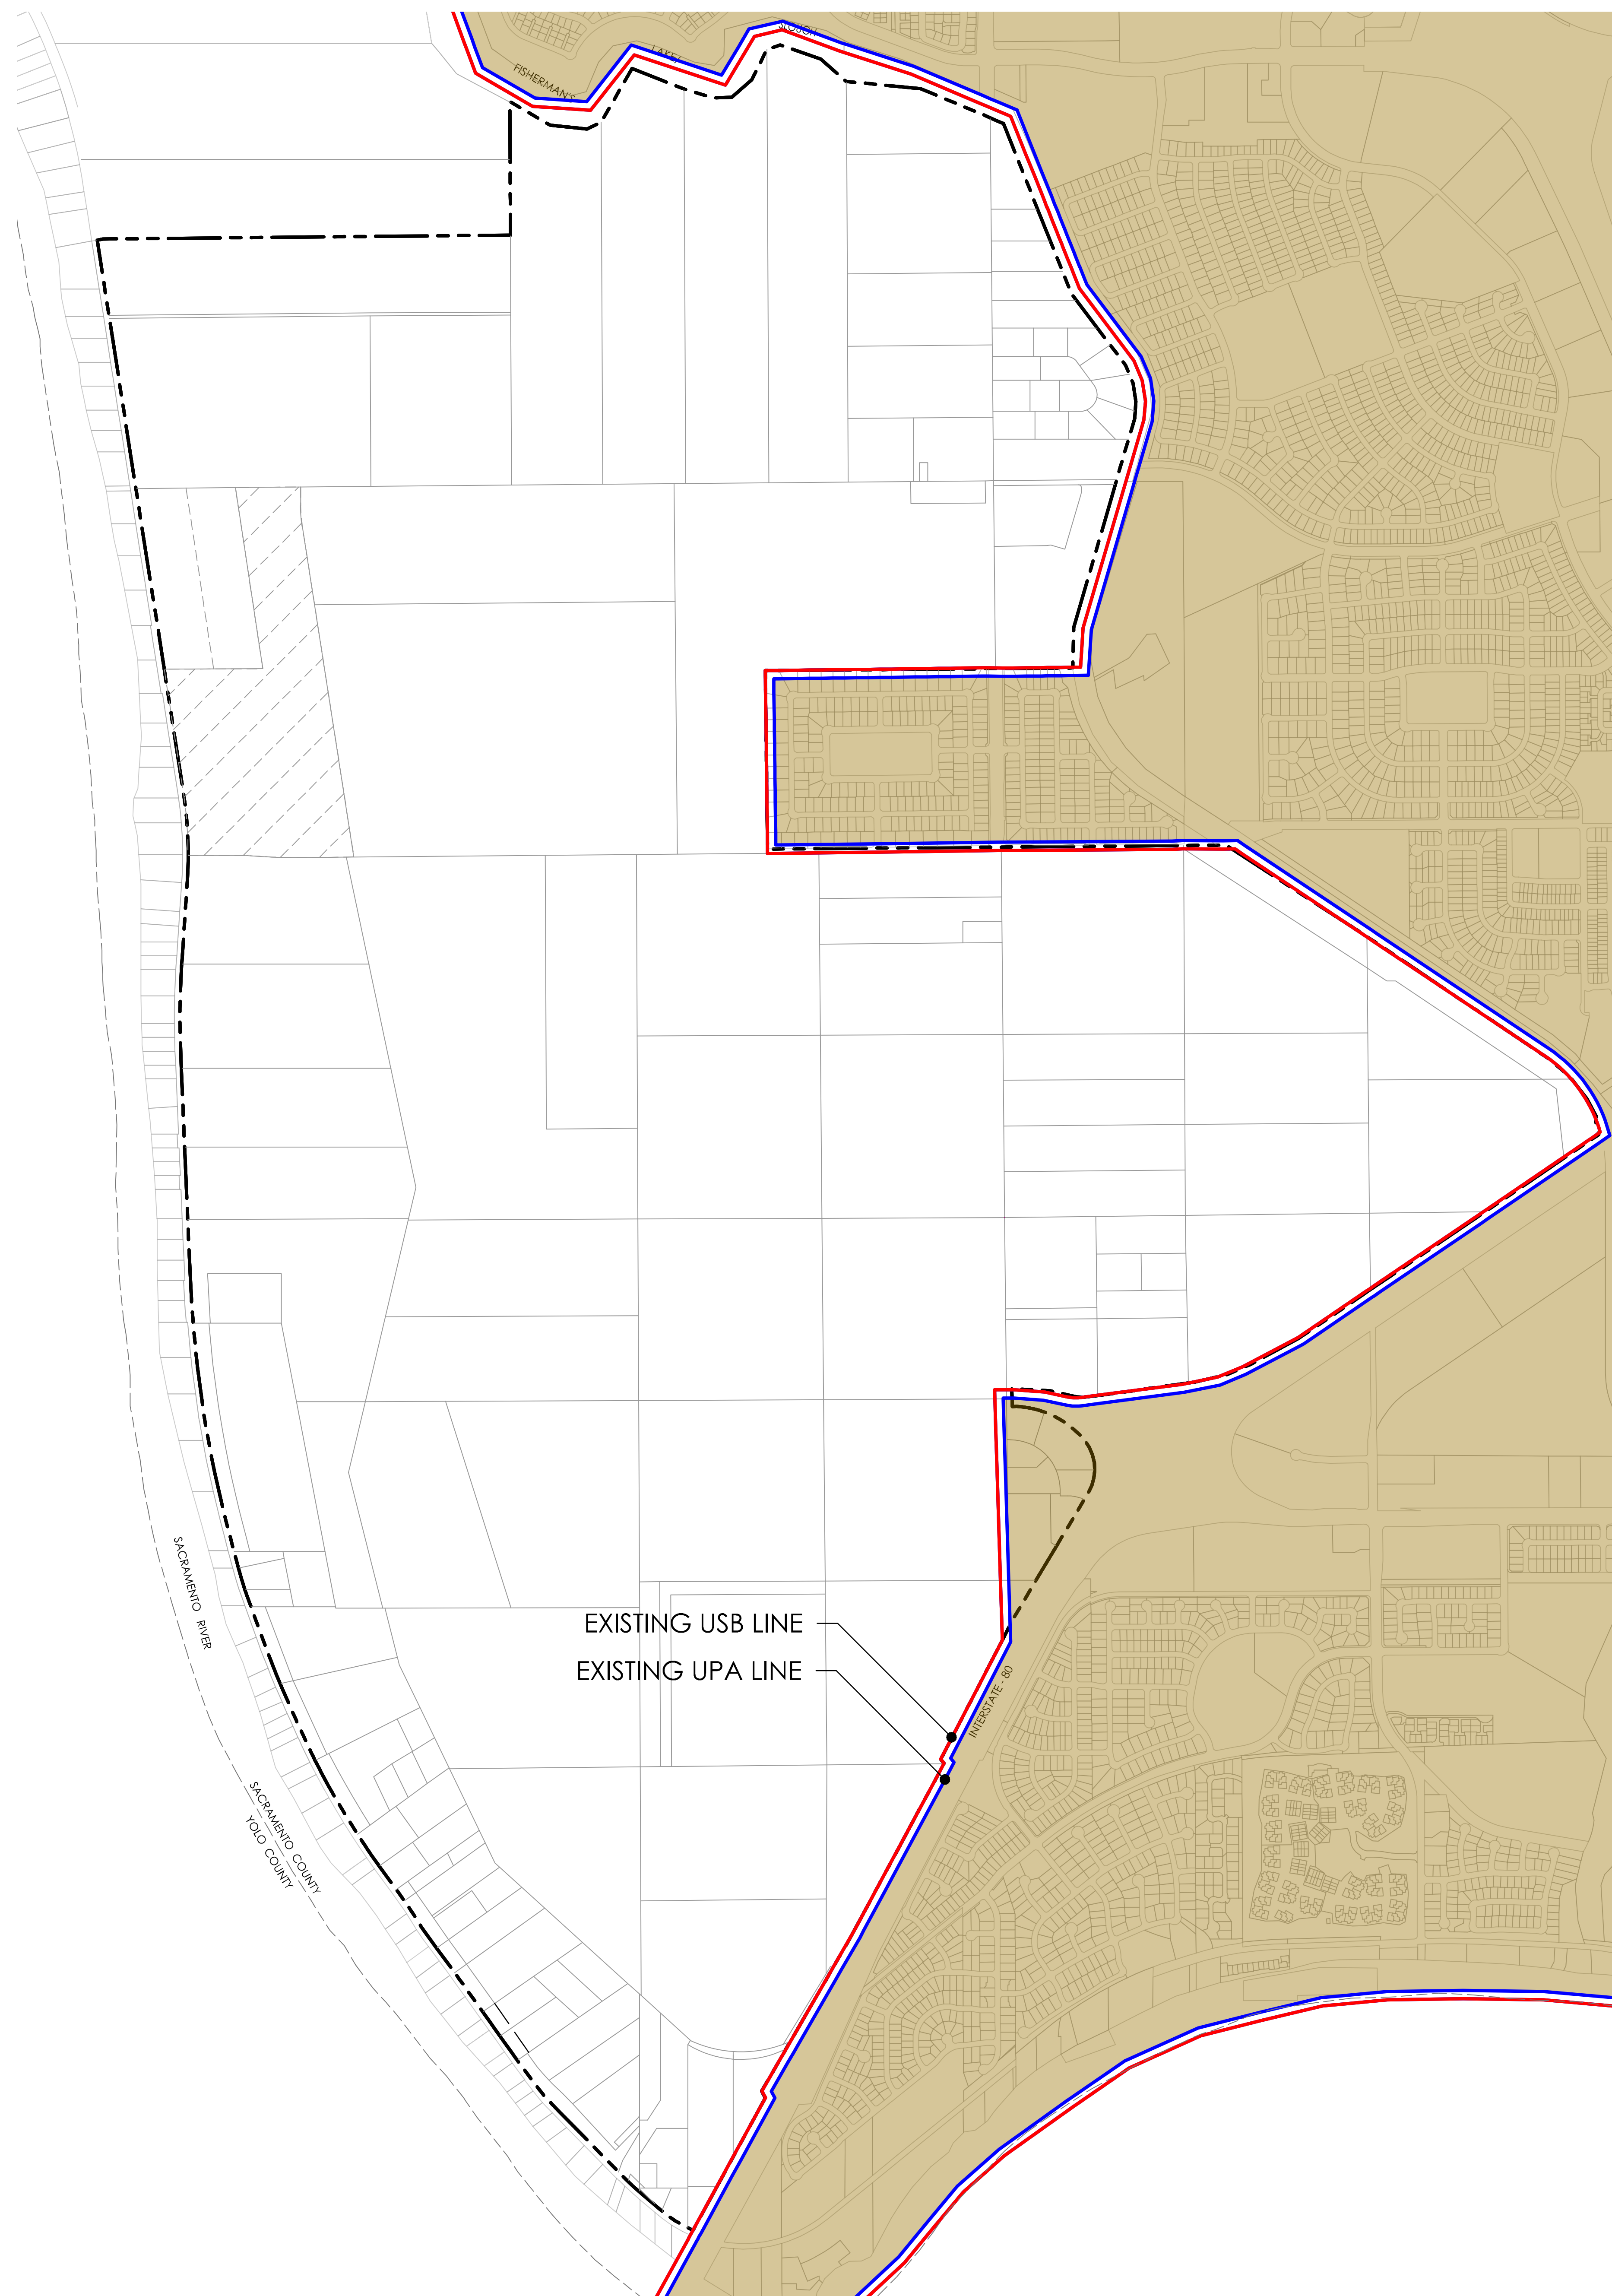 SLOUGH
LAKE/
FISHERMAN'S
EXISTING USB LINE
EXISTING UPA LINE
INTERSTATE - 80
SACRAMENTO RIVER
SACRAMENTO COUNTY
YOLO COUNTY